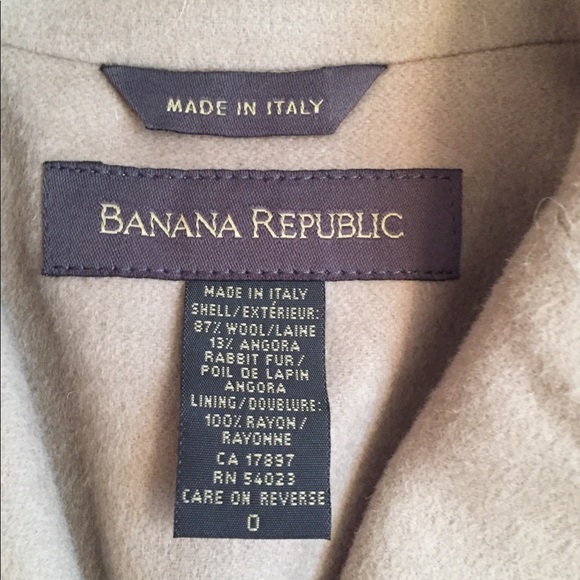 MADE IN ITALY
BANANA REPUBLIC
MADE IN ITALY
SHELL/EXTÉRIEUR:
87% WOOL/LAINE
13% ANGORA
RABBIT FUR/
POIL DE LAPIN
ANGORA
LINING/DOUBLURE:
100% RAYON/
RAYONNE
CA 17897
RN 54023
CARE ON REVERSE
0